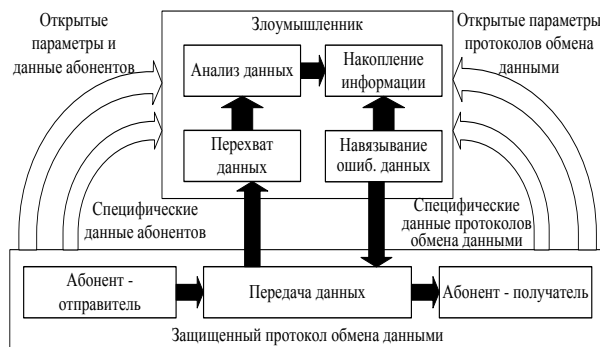 Открытые
параметры и
данные абонентов
Злоумышленник
Открытые параметры
протоколов обмена
данными
Анализ данных
Накопление
информации
Перехват
данных
Навязывание
ошиб. данных
Специфические
данные абонентов
Специфические
данные протоколов
обмена данными
Абонент -
отправитель
Передача данных
Абонент - получатель
Защищенный протокол обмена данными